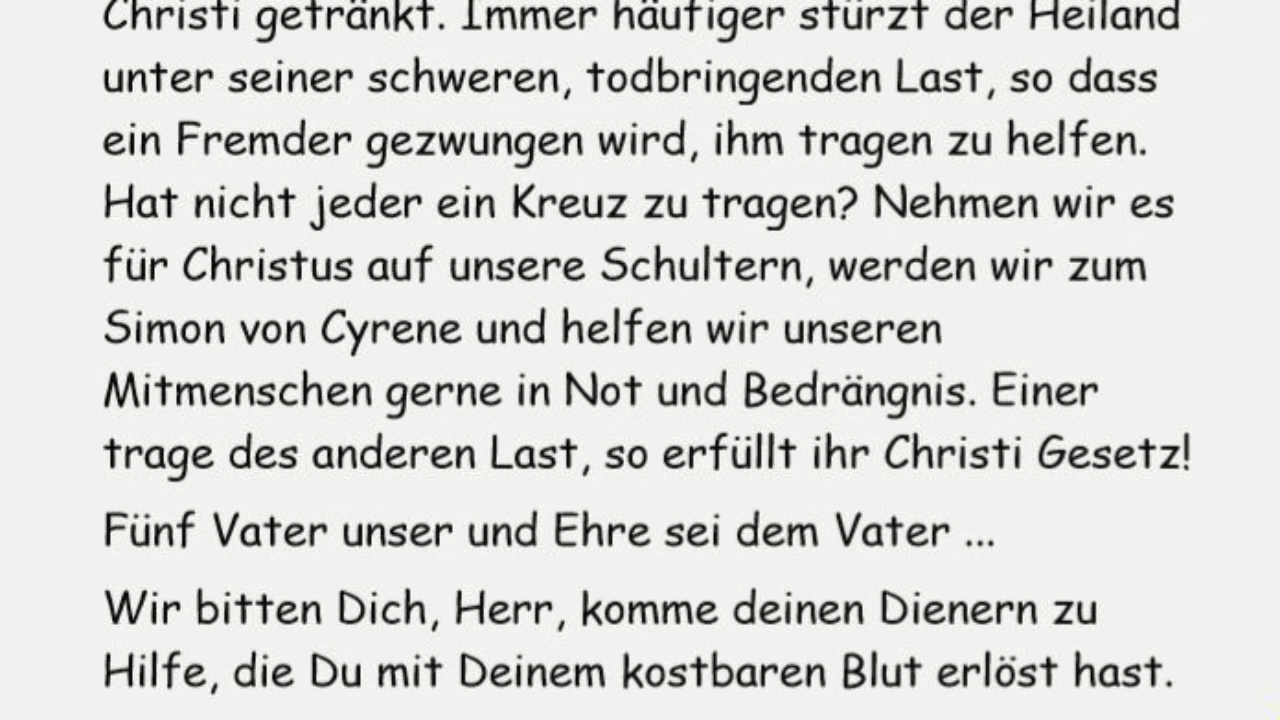 Christi getränkt. Immer häufiger stürzt der Heiland
unter seiner schweren, todbringenden Last, so dass
ein Fremder gezwungen wird, ihm tragen zu helfen.
Hat nicht jeder ein Kreuz zu tragen? Nehmen wir es
für Christus auf unsere Schultern, werden wir zum
Simon von Cyrene und helfen wir unseren
Mitmenschen gerne in Not und Bedrängnis. Einer
trage des anderen Last, so erfüllt ihr Christi Gesetz!
Fünf Vater unser und Ehre sei dem Vater ...
Wir bitten Dich, Herr, komme deinen Dienern zu
Hilfe, die Du mit Deinem kostbaren Blut erlöst hast.